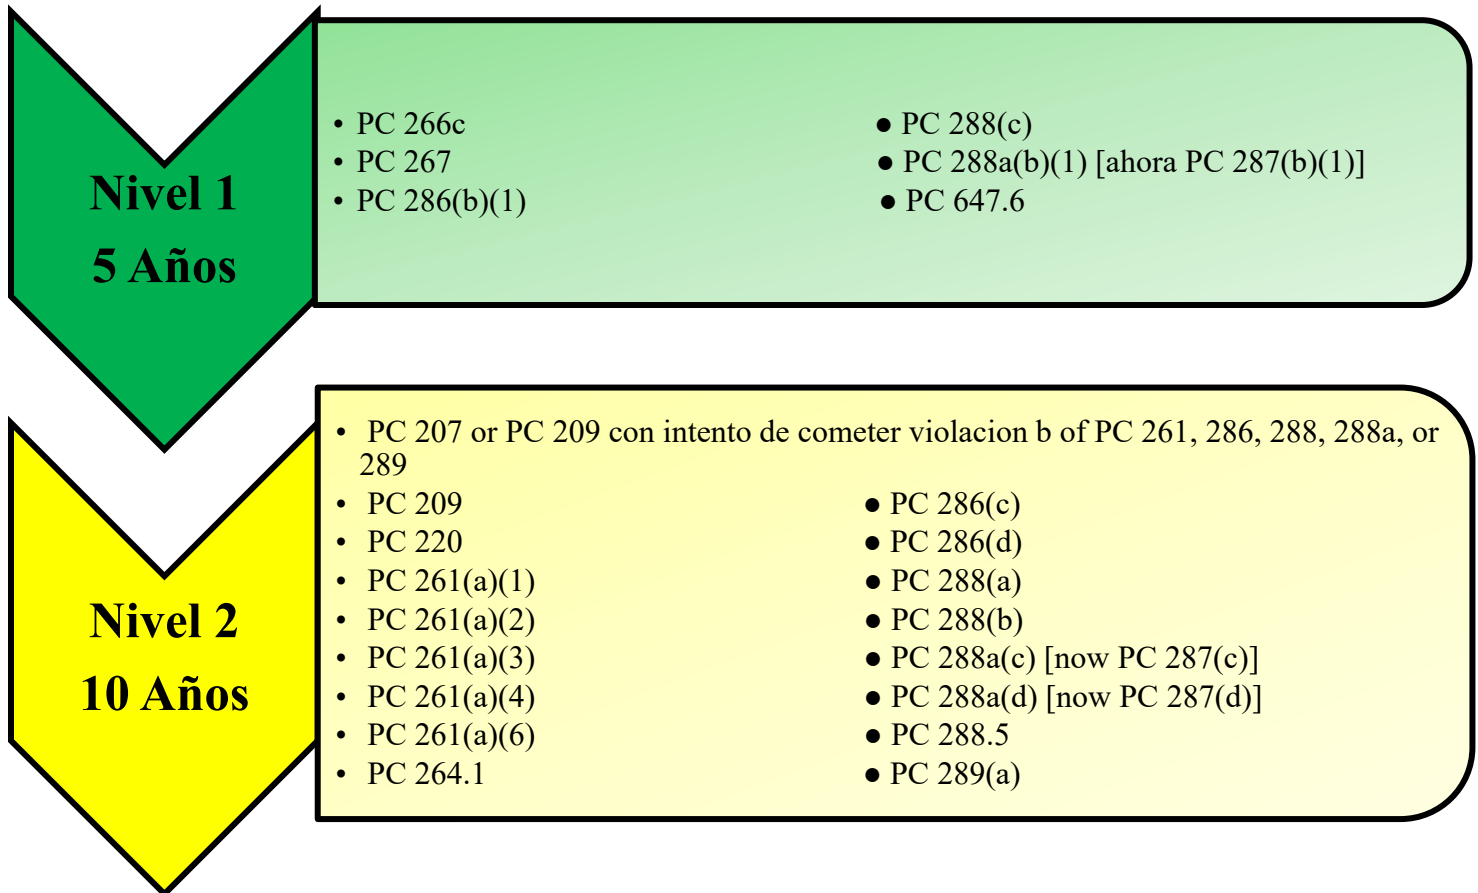 Nivel 1
5 Años
• PC 266c
• PC 267
• PC 286(b)(1)
● PC 288(c)
● PC 288a(b)(1) [ahora PC 287(b)(1)]
● PC 647.6
Nivel 2
10 Años
• PC 207 or PC 209 con intento de cometer violacion b of PC 261, 286, 288, 288a, or
289
• PC 209
• PC 220
• PC 261(a)(1)
• PC 261(a)(2)
• PC 261(a)(3)
• PC 261(a)(4)
• PC 261(a)(6)
• PC 264.1
● PC 286(c)
● PC 286(d)
● PC 288(a)
● PC 288(b)
● PC 288a(c) [now PC 287(c)]
● PC 288a(d) [now PC 287(d)]
● PC 288.5
● PC 289(a)